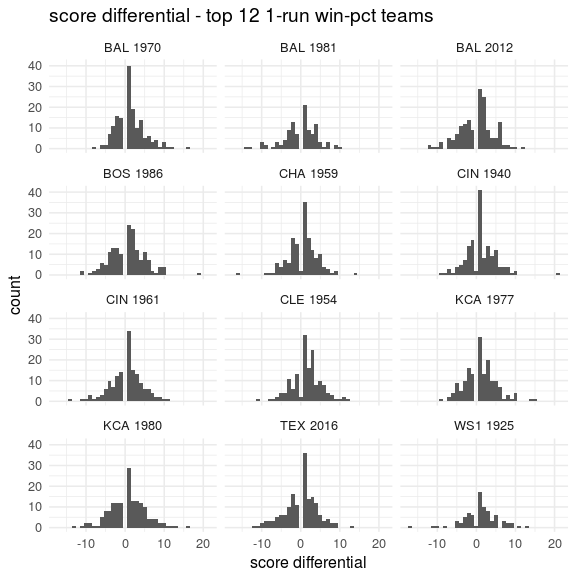 score differential - top 12 1-run win-pct teams
BAL 1970 BAL 1981 BAL 2012
40
30
20
10
0
BOS 1986 CHA 1959 CIN 1940
40
30
20
10
0
count
CIN 1961 CLE 1954 KCA 1977
40
30
20
10
0
KCA 1980 TEX 2016 WS1 1925
40
30
20
10
0
-10 0 10 20 -10 0 10 20 -10 0 10 20
score differential